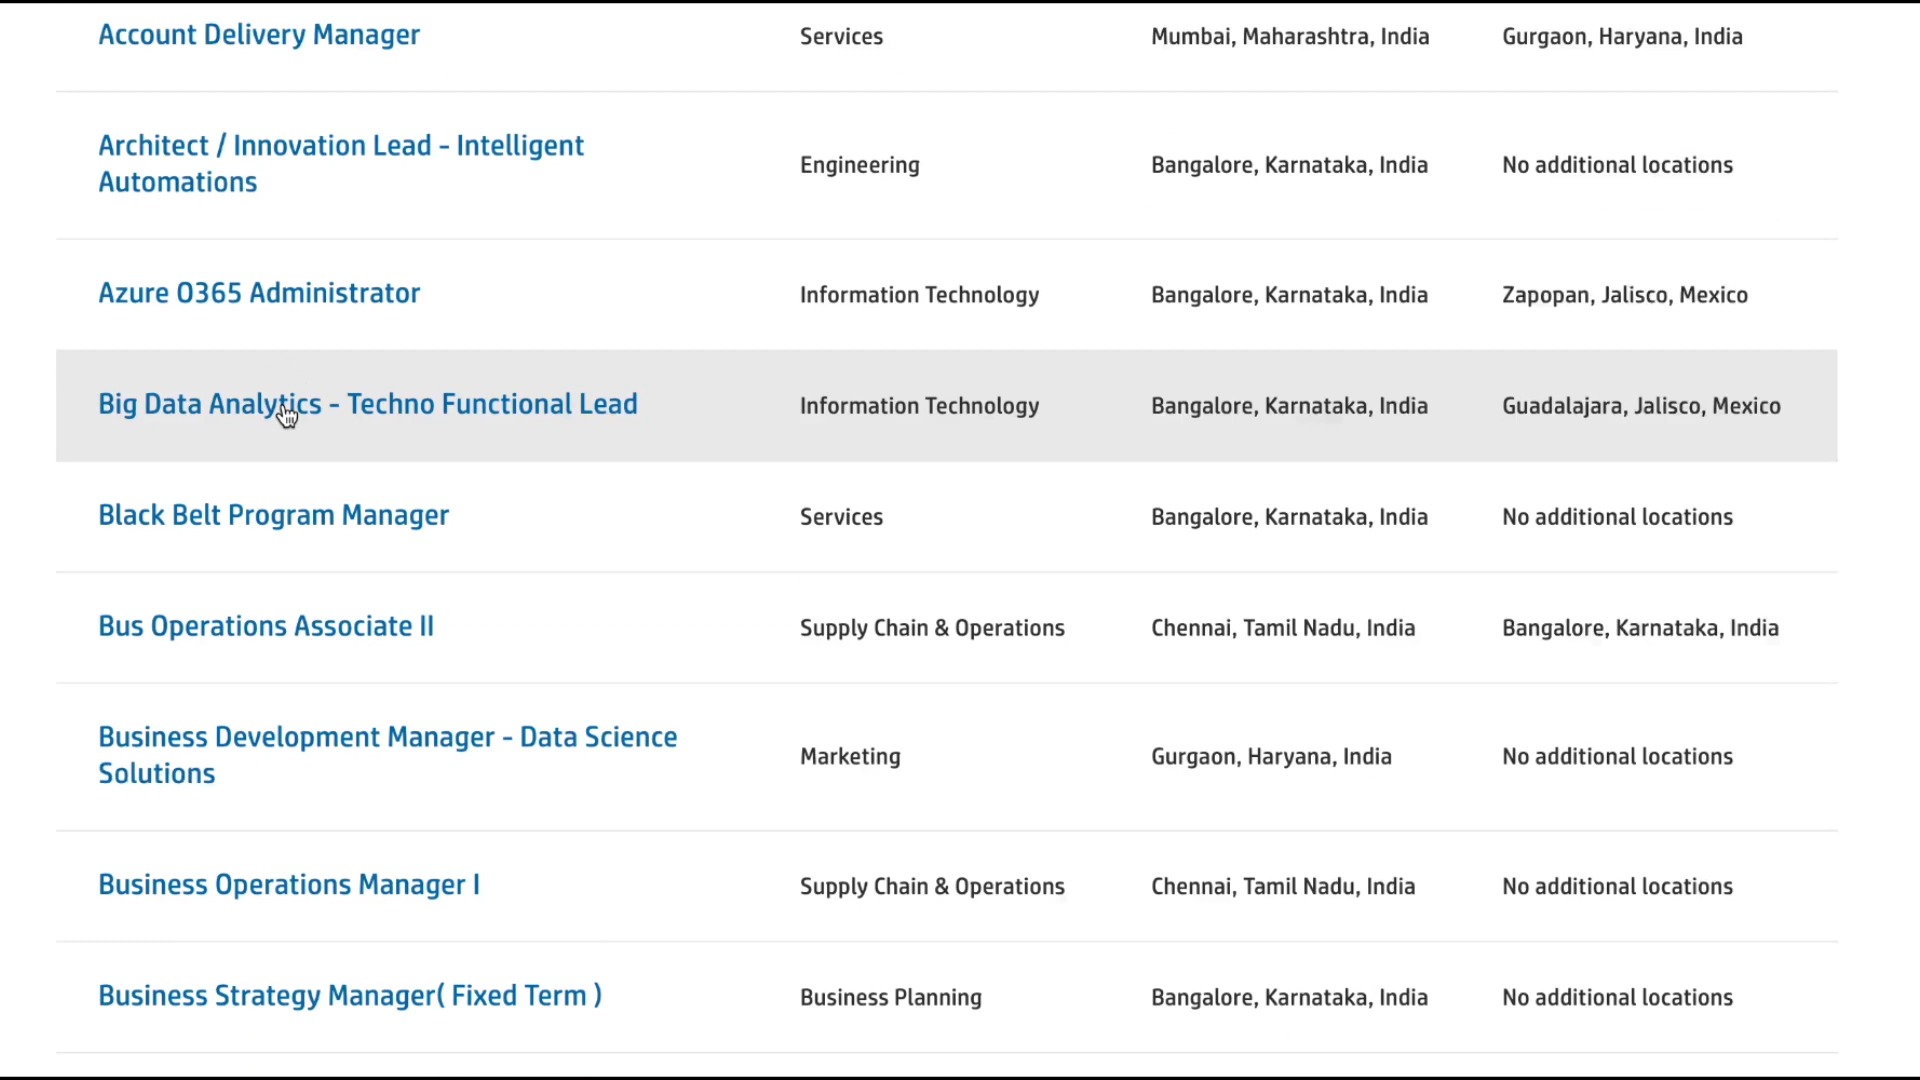 Account Delivery Manager Services Mumbai, Maharashtra, India Gurgaon, Haryana, India
Architect / Innovation Lead - Intelligent
Automations Engineering Bangalore, Karnataka, India No additional locations
Azure O365 Administrator Information Technology Bangalore, Karnataka, India Zapopan, Jalisco, Mexico
Big Data Analytics - Techno Functional Lead Information Technology Bangalore, Karnataka, India Guadalajara, Jalisco, Mexico
Black Belt Program Manager Services Bangalore, Karnataka, India No additional locations
Bus Operations Associate II Supply Chain & Operations Chennai, Tamil Nadu, India Bangalore, Karnataka, India
Business Development Manager - Data Science
Solutions Marketing Gurgaon, Haryana, India No additional locations
Business Operations Manager I Supply Chain & Operations Chennai, Tamil Nadu, India No additional locations
Business Strategy Manager( Fixed Term ) Business Planning Bangalore, Karnataka, India No additional locations